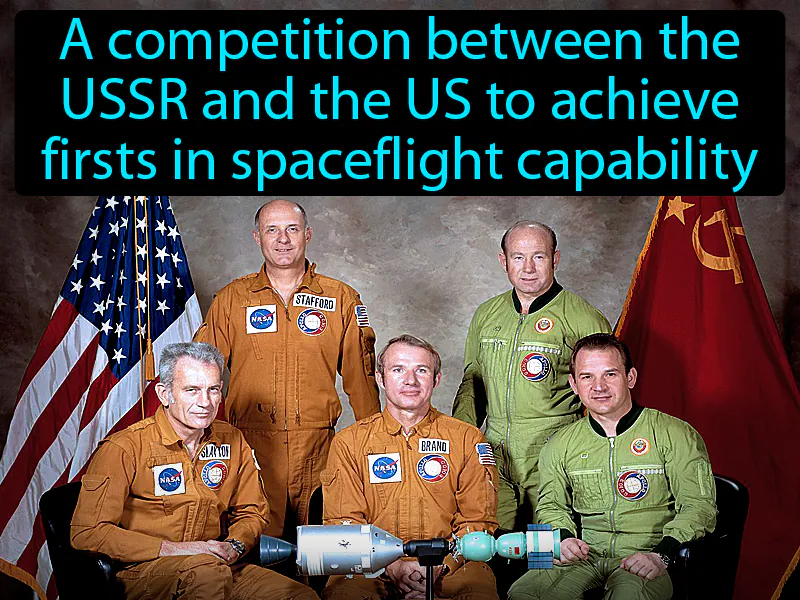 A competition between the
USSR and the US to achieve
firsts in spaceflight capability
STAFFORD
NASA
SLAYTON
NASA
BRAND
NASA